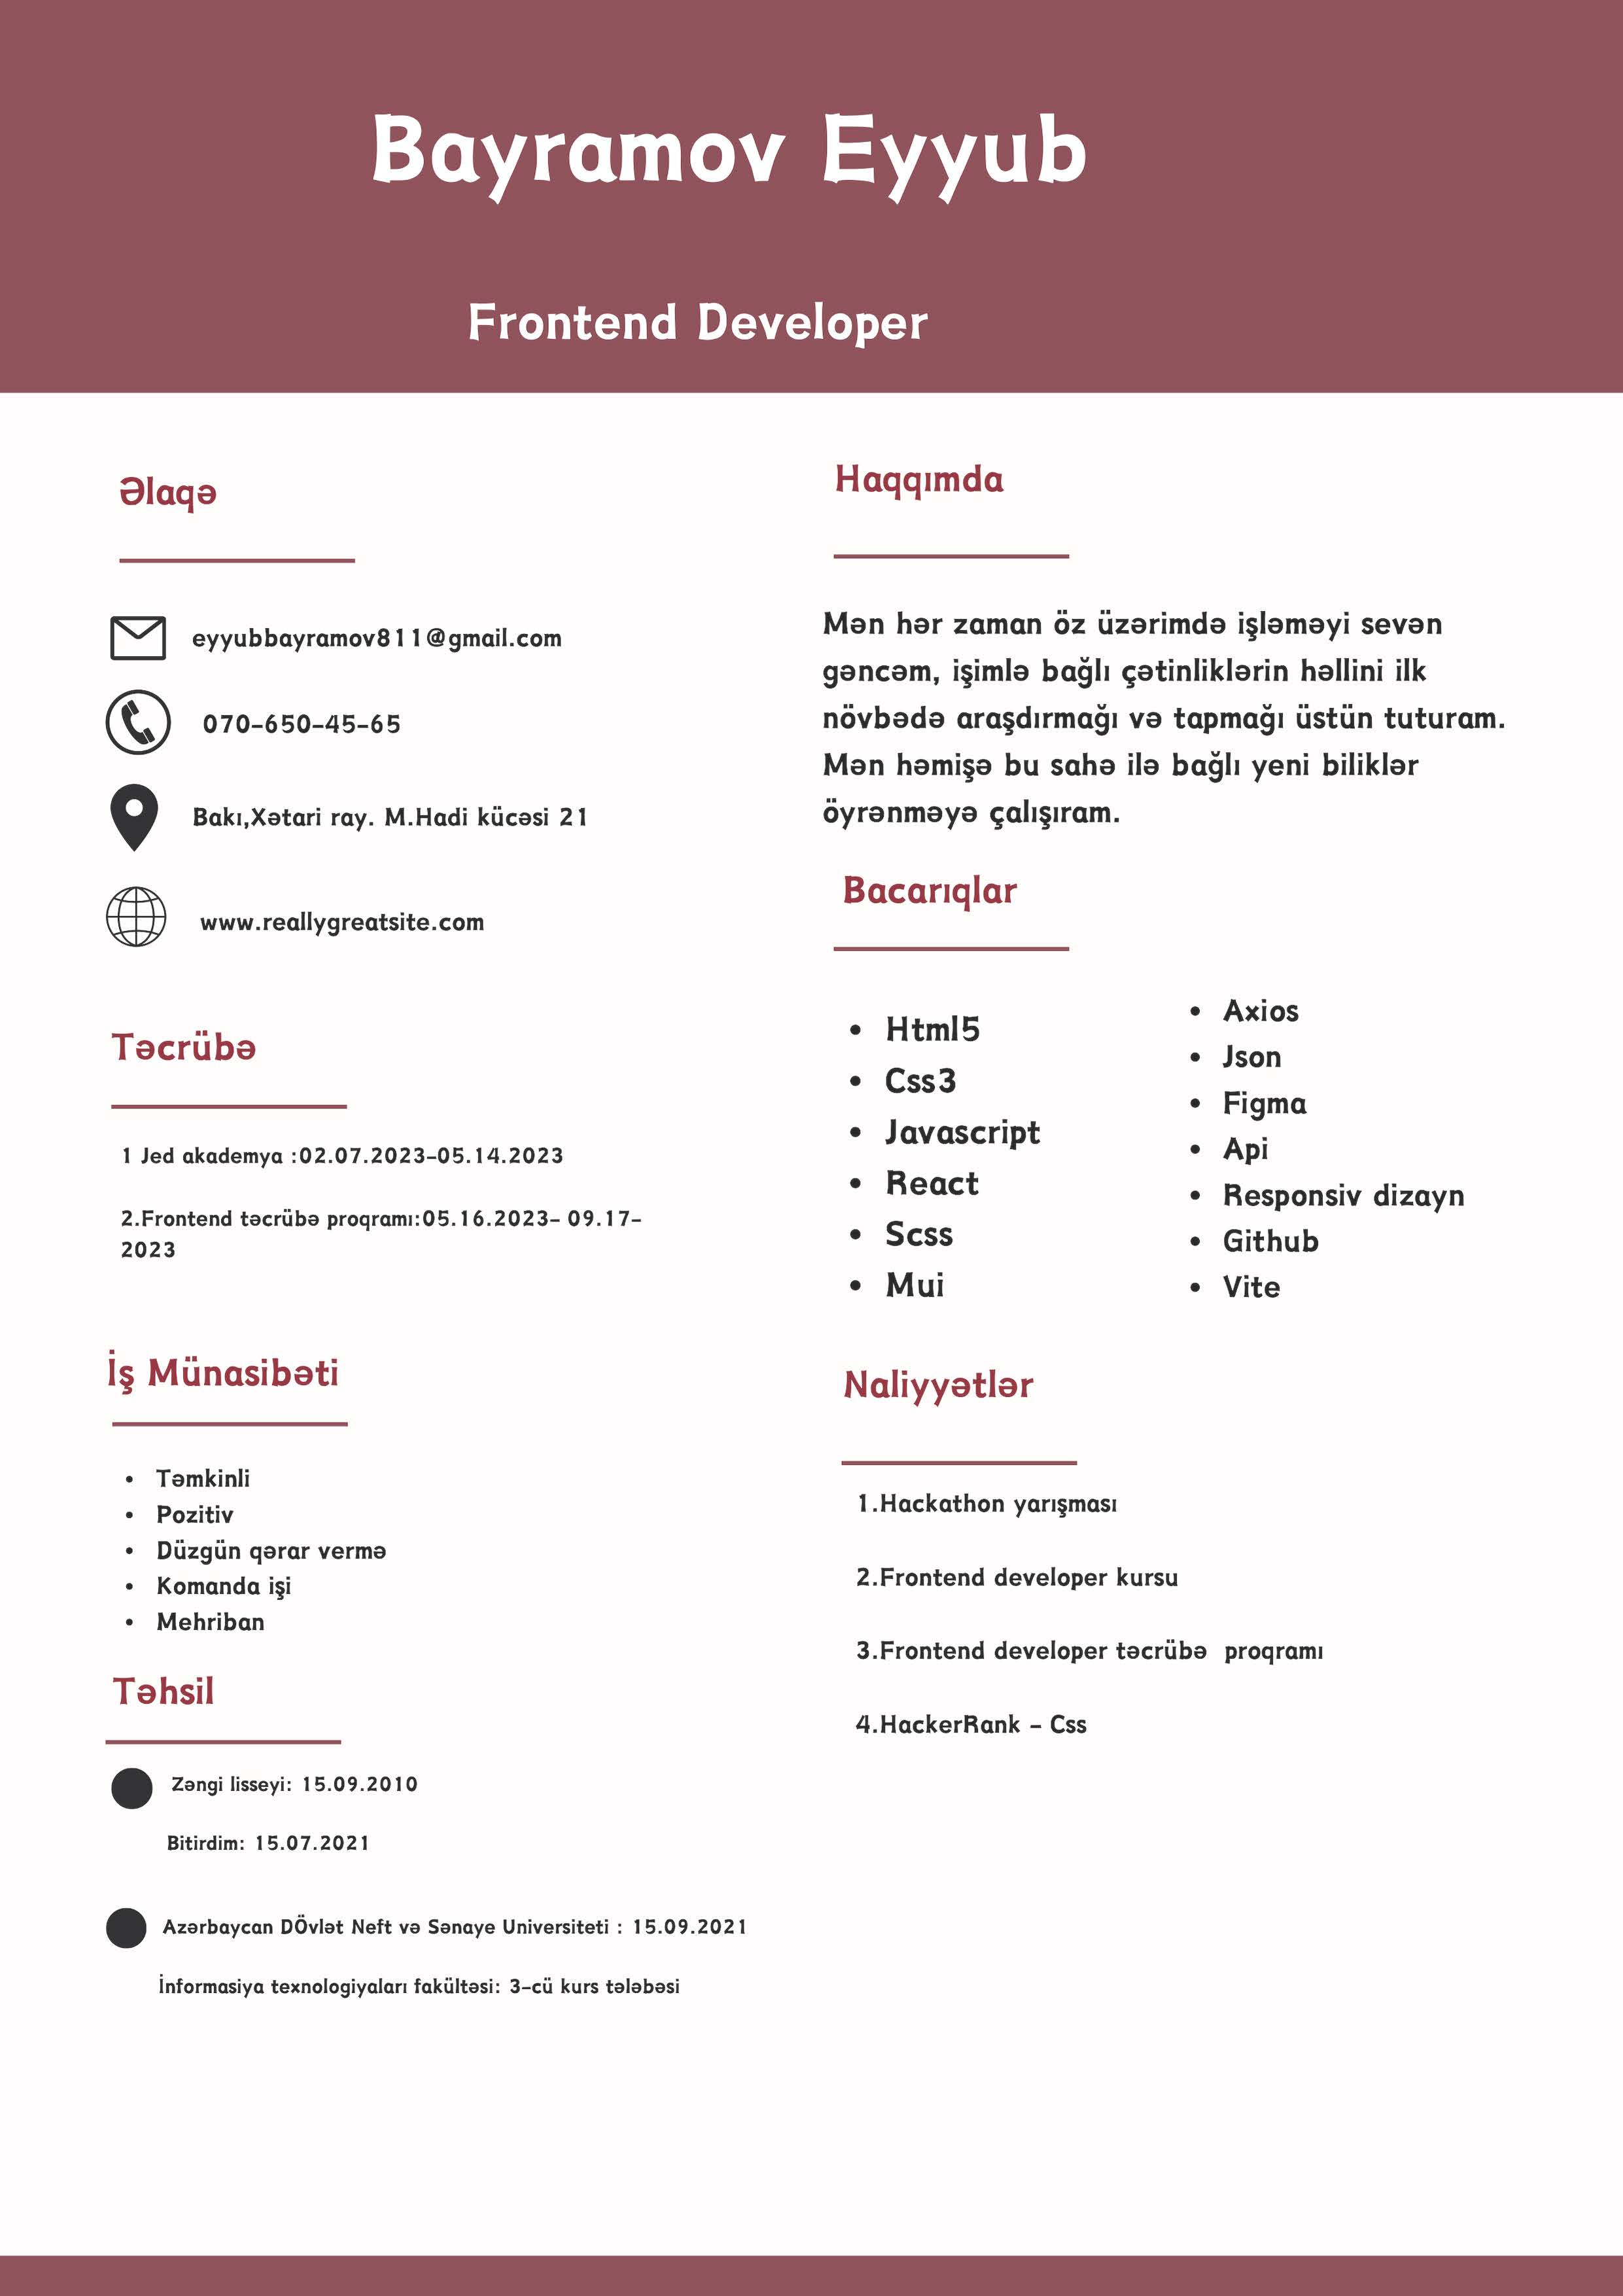 Bayramov Eyyub
Frontend Developer
Əlaqə
eyyubbayramov811@gmail.com
070-650-45-65
Bakı,Xətari ray. M.Hadi kücəsi 21
www.reallygreatsite.com
Təcrübə
1 Jed akademya :02.07.2023-05.14.2023
2.Frontend təcrübə proqramı:05.16.2023- 09.17-
2023
İş Münasibəti
• Təmkinli
• Pozitiv
• Düzgün qərar vermə
• Komanda işi
• Mehriban
Təhsil
Zəngi lisseyi: 15.09.2010
Bitirdim: 15.07.2021
Azərbaycan DÖvlət Neft və Sənaye Universiteti : 15.09.2021
İnformasiya texnologiyaları fakültəsi: 3-cü kurs tələbəsi
Haqqımda
Mən hər zaman öz üzərimdə işləməyi sevən
gəncəm, işimlə bağlı çətinliklərin həllini ilk
növbədə araşdırmağı və tapmağı üstün tuturam.
Mən həmişə bu sahə ilə bağlı yeni biliklər
öyrənməyə çalışıram.
Bacarıqlar
• Html5
• Css3
• Javascript
• React
• Scss
• Mui
• Axios
• Json
• Figma
• Api
• Responsiv dizayn
• Github
• Vite
Naliyyətlər
1.Hackathon yarışması
2.Frontend developer kursu
3.Frontend developer təcrübə  proqramı
4.HackerRank - Css